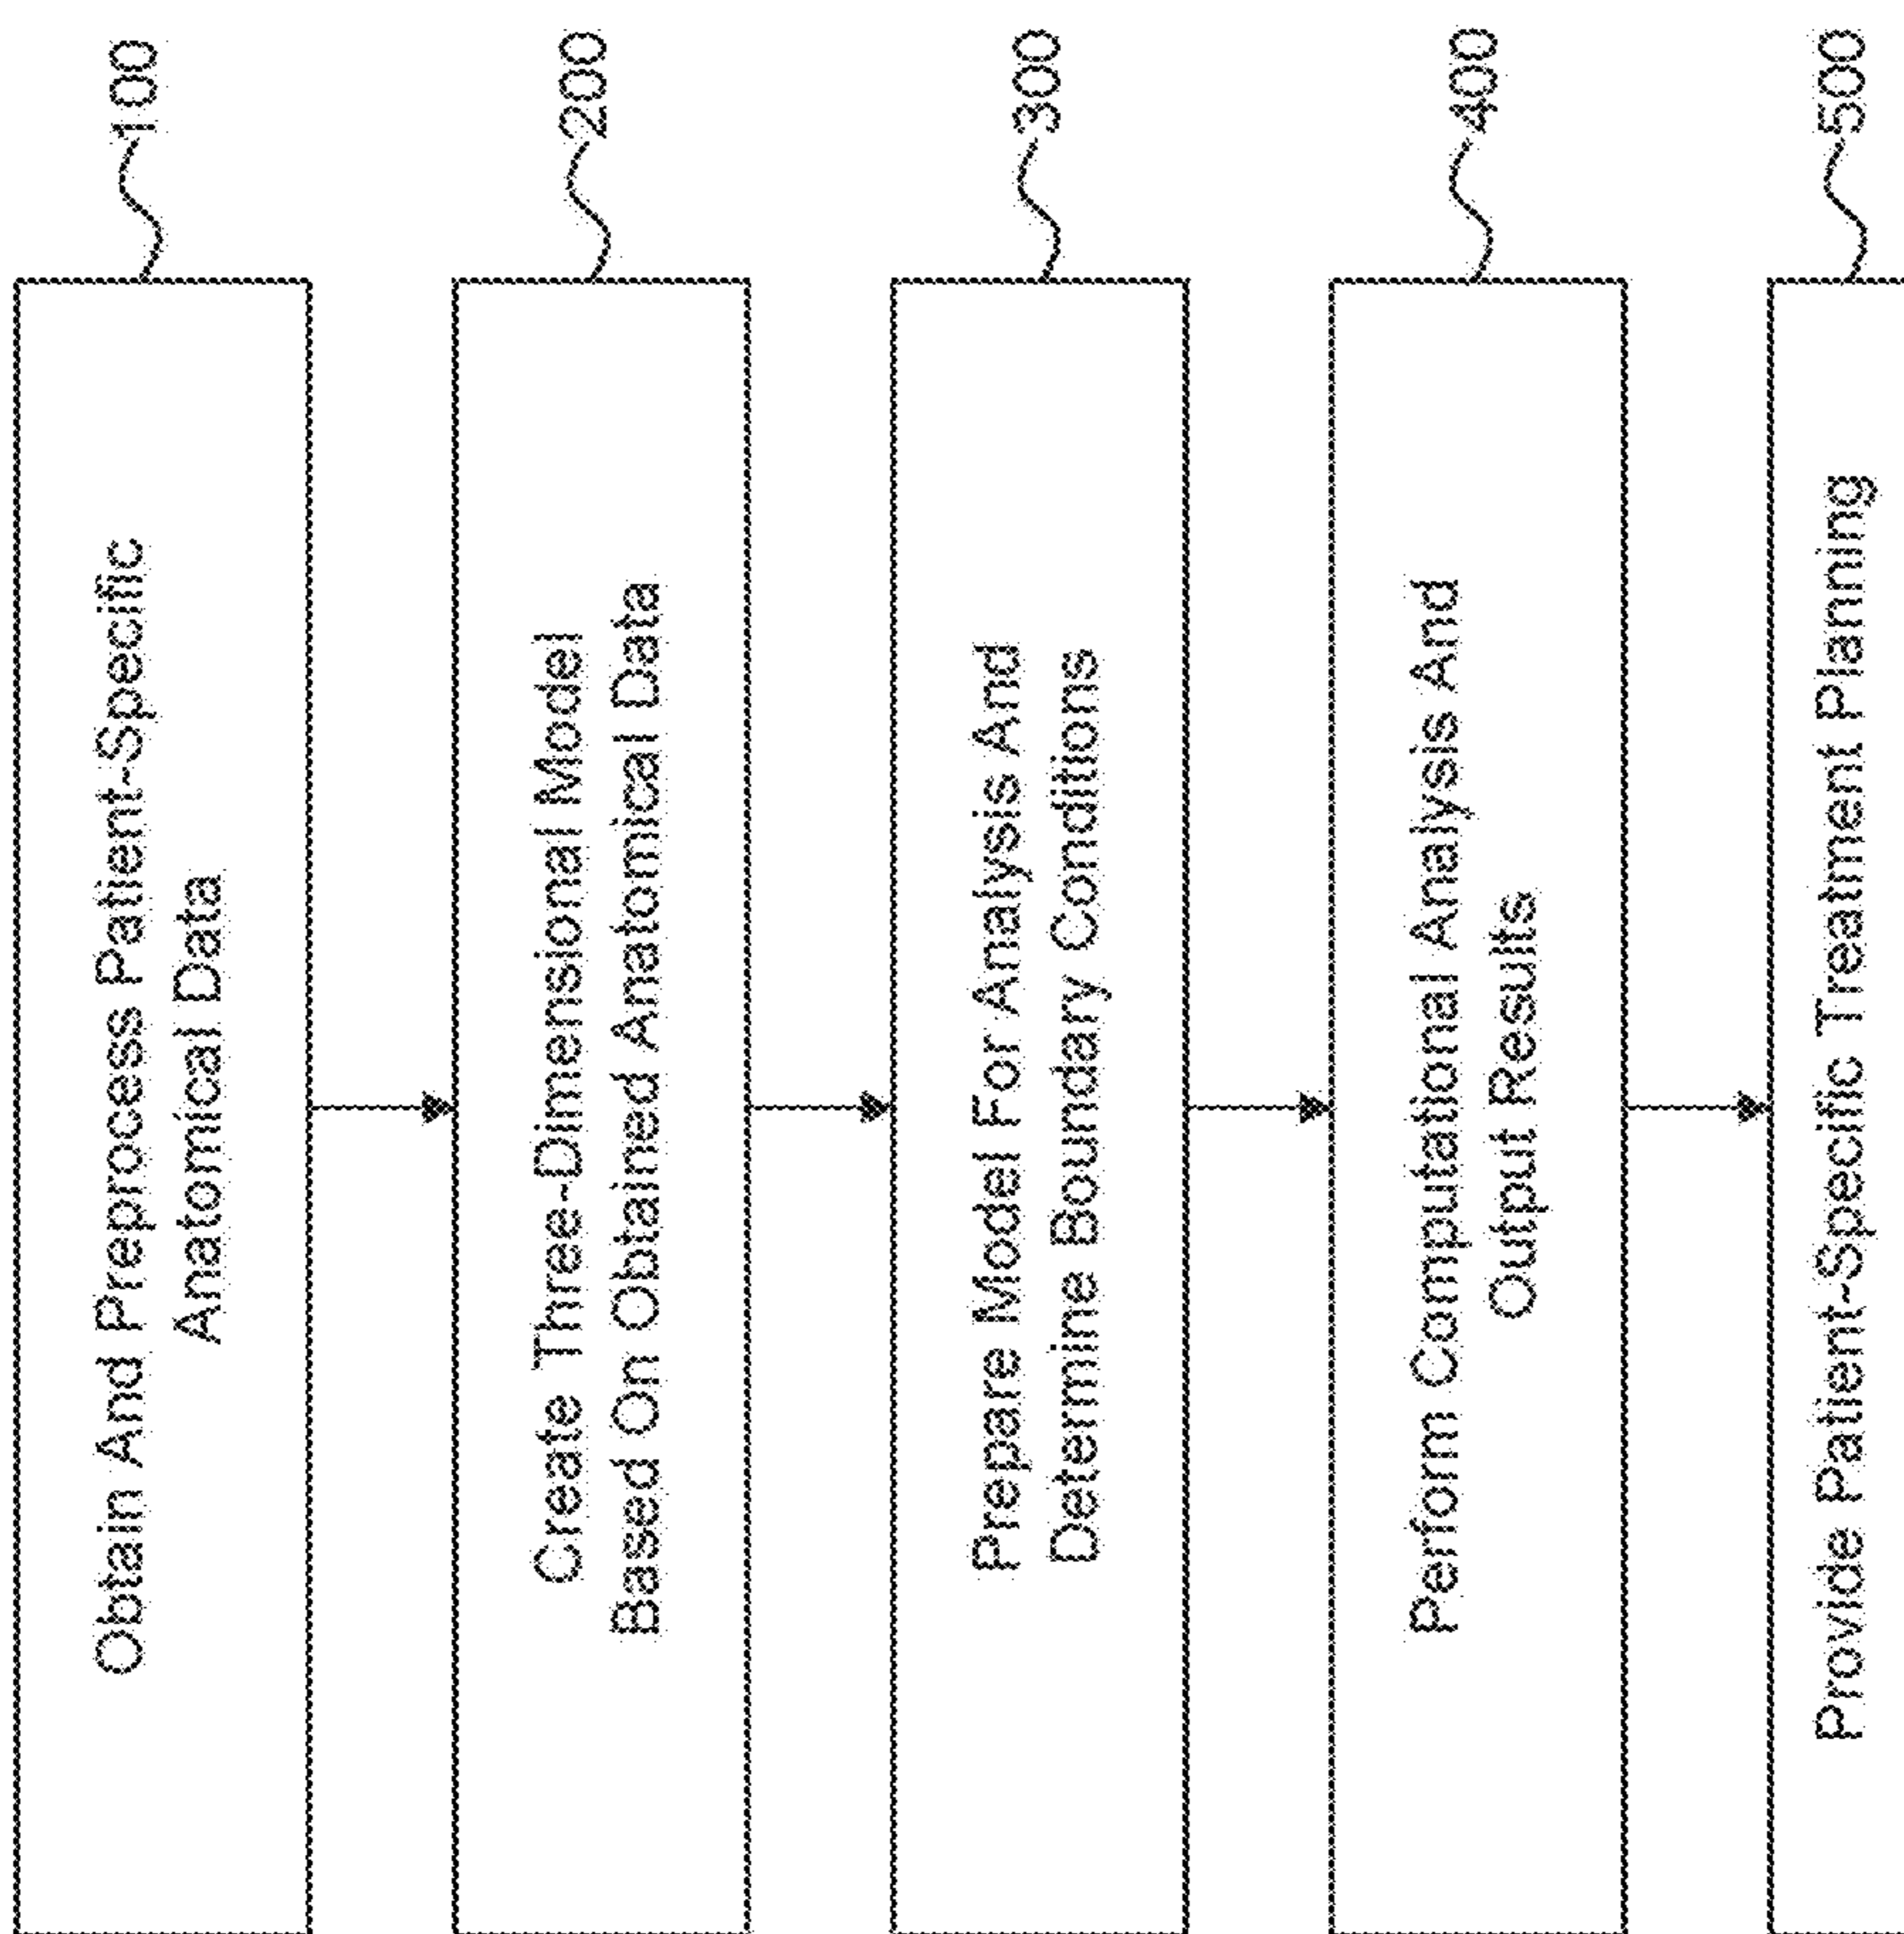 100
Obtain And Preprocess Patient-Specific
Anatomical Data
200
Create Three-Dimensional Model
Based On Obtained Anatomical Data
300
Prepare Model For Analysis And
Determine Boundary Conditions
400
Perform Computational Analysis And
Output Results
500
Provide Patient-Specific Treatment Planning